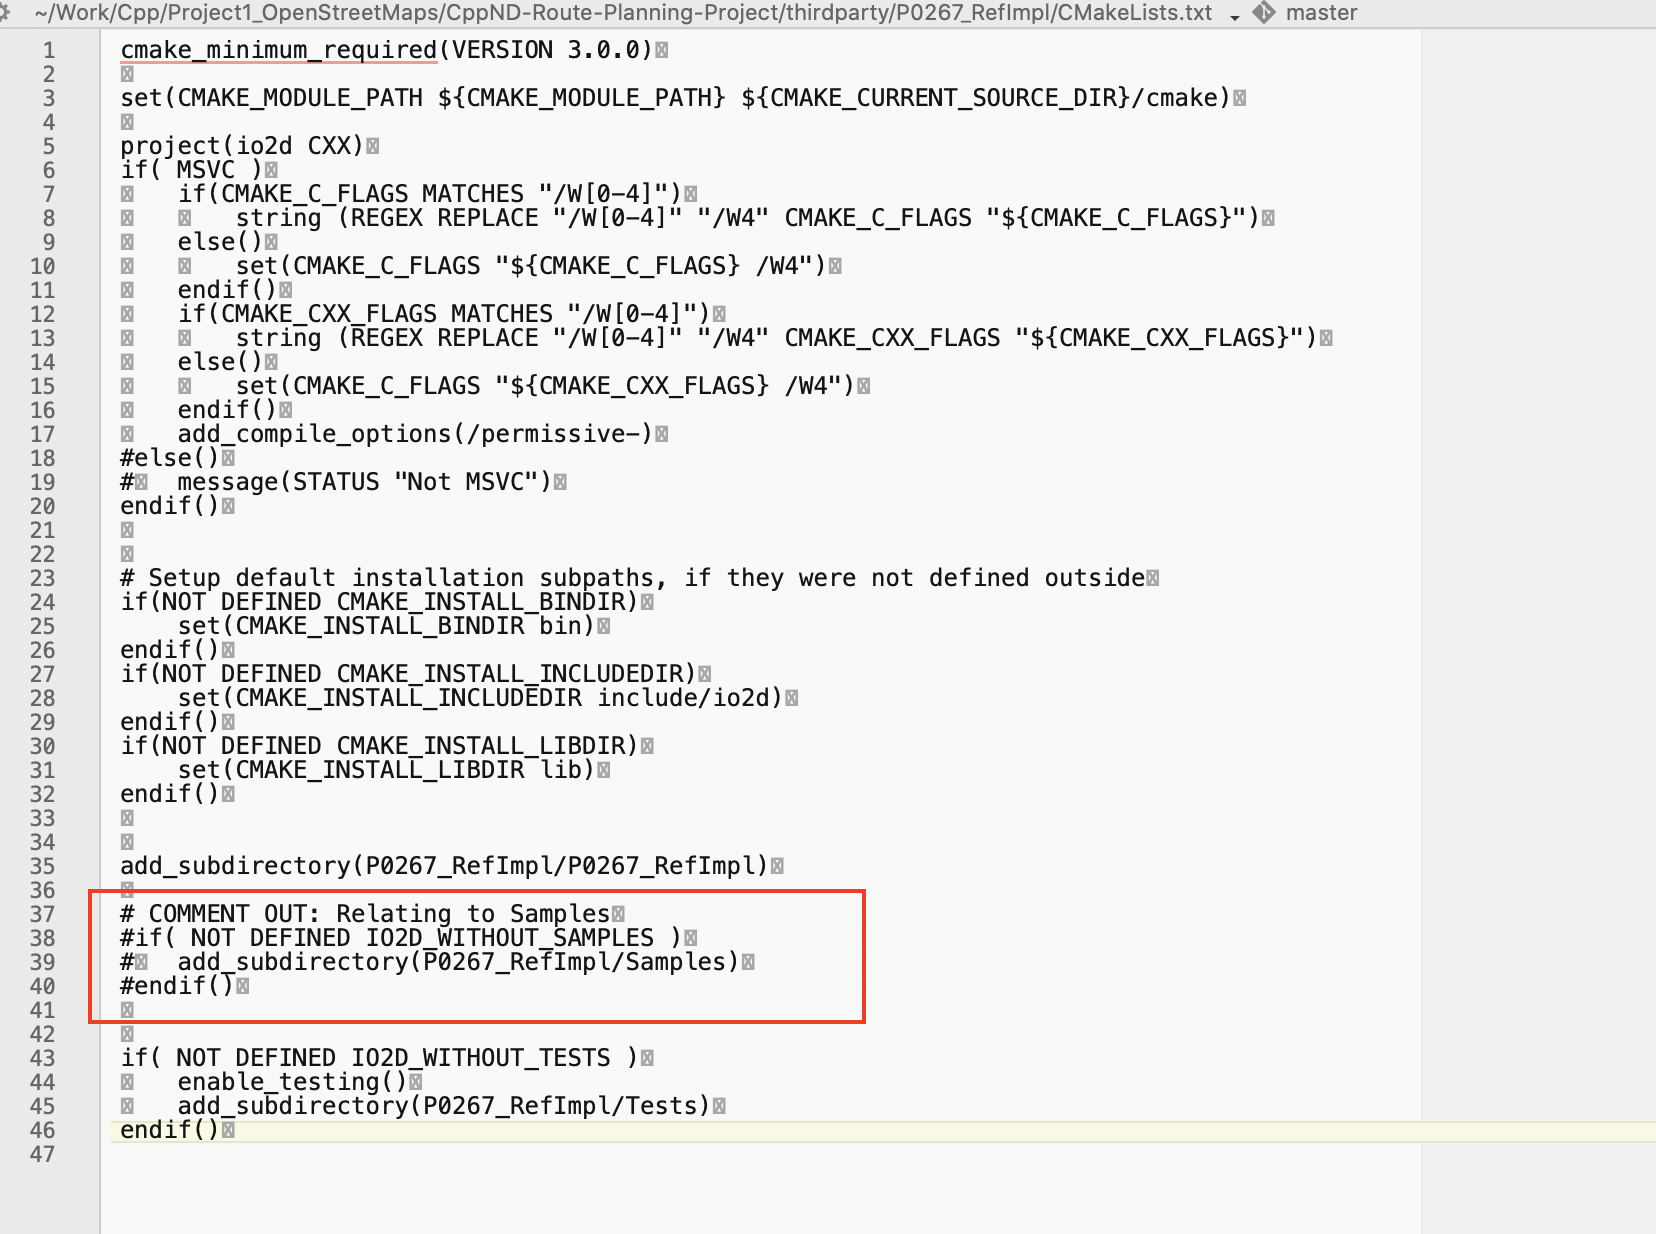 ~/Work/Cpp/Project1_OpenStreetMaps/CppND-Route-Planning-Project/thirdparty/P0267_RefImpl/CMakeLists.txt master
1 cmake_minimum_required(VERSION 3.0.0)
2
3 set(CMAKE_MODULE_PATH ${CMAKE_MODULE_PATH} ${CMAKE_CURRENT_SOURCE_DIR}/cmake)
4
5 project(io2d CXX)
6 if( MSVC )
7     if(CMAKE_C_FLAGS MATCHES "/W[0-4]")
8         string (REGEX REPLACE "/W[0-4]" "/W4" CMAKE_C_FLAGS "${CMAKE_C_FLAGS}")
9     else()
10         set(CMAKE_C_FLAGS "${CMAKE_C_FLAGS} /W4")
11     endif()
12     if(CMAKE_CXX_FLAGS MATCHES "/W[0-4]")
13         string (REGEX REPLACE "/W[0-4]" "/W4" CMAKE_CXX_FLAGS "${CMAKE_CXX_FLAGS}")
14     else()
15         set(CMAKE_C_FLAGS "${CMAKE_CXX_FLAGS} /W4")
16     endif()
17     add_compile_options(/permissive-)
18 #else()
19 #   message(STATUS "Not MSVC")
20 endif()
21
22
23 # Setup default installation subpaths, if they were not defined outside
24 if(NOT DEFINED CMAKE_INSTALL_BINDIR)
25     set(CMAKE_INSTALL_BINDIR bin)
26 endif()
27 if(NOT DEFINED CMAKE_INSTALL_INCLUDEDIR)
28     set(CMAKE_INSTALL_INCLUDEDIR include/io2d)
29 endif()
30 if(NOT DEFINED CMAKE_INSTALL_LIBDIR)
31     set(CMAKE_INSTALL_LIBDIR lib)
32 endif()
33
34
35 add_subdirectory(P0267_RefImpl/P0267_RefImpl)
36
37 # COMMENT OUT: Relating to Samples
38 #if( NOT DEFINED IO2D_WITHOUT_SAMPLES )
39 #   add_subdirectory(P0267_RefImpl/Samples)
40 #endif()
41
42
43 if( NOT DEFINED IO2D_WITHOUT_TESTS )
44     enable_testing()
45     add_subdirectory(P0267_RefImpl/Tests)
46 endif()
47